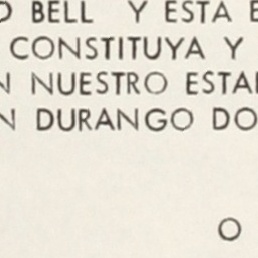 O BELL Y ESTA E
CONSTITUYA Y
N NUESTRO ESTA
N DURANGO DO
O